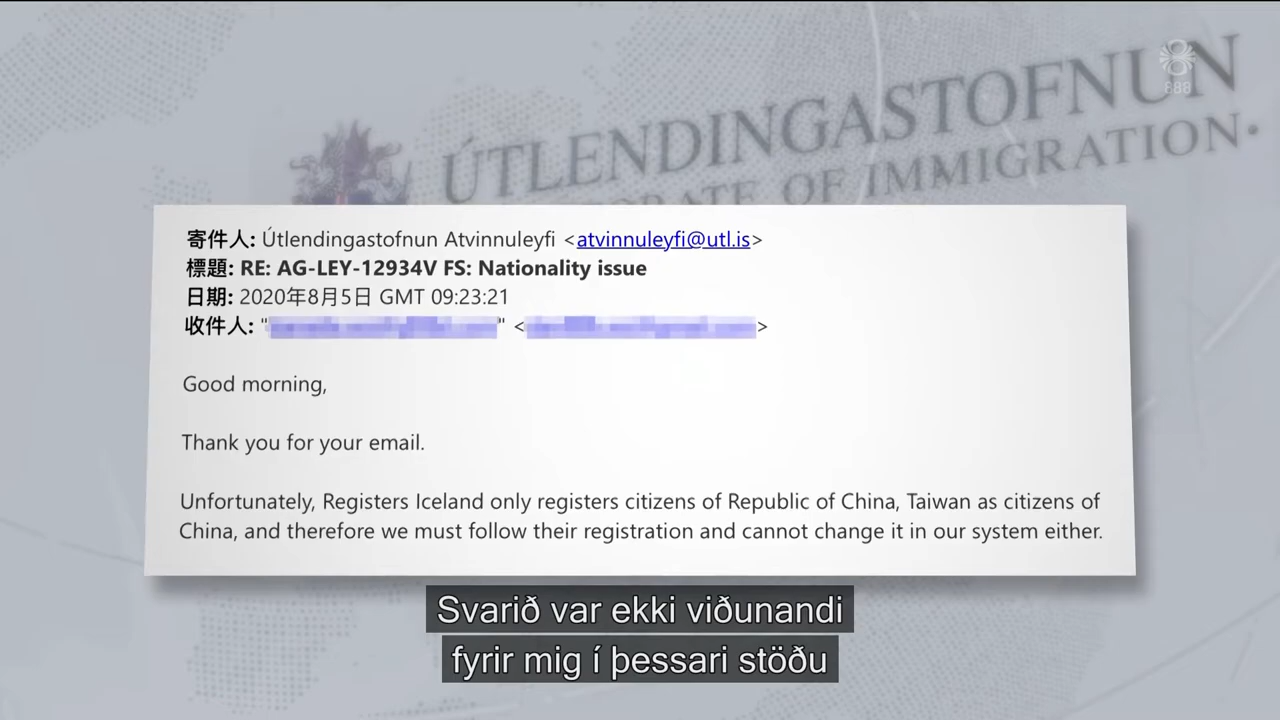 888
ÚTLENDINGASTOFNUN
OF IMMIGRATION.
寄件人: Útlendingastofnun Atvinnuleyfi <atvinnuleyfi@utl.is>
標題: RE: AG-LEY-12934V FS: Nationality issue
日期: 2020年8月5日 GMT 09:23:21
收件人: "" <>
Good morning,
Thank you for your email.
Unfortunately, Registers Iceland only registers citizens of Republic of China, Taiwan as citizens of
China, and therefore we must follow their registration and cannot change it in our system either.
Svarið var ekki viðunandi
fyrir mig í þessari stöðu